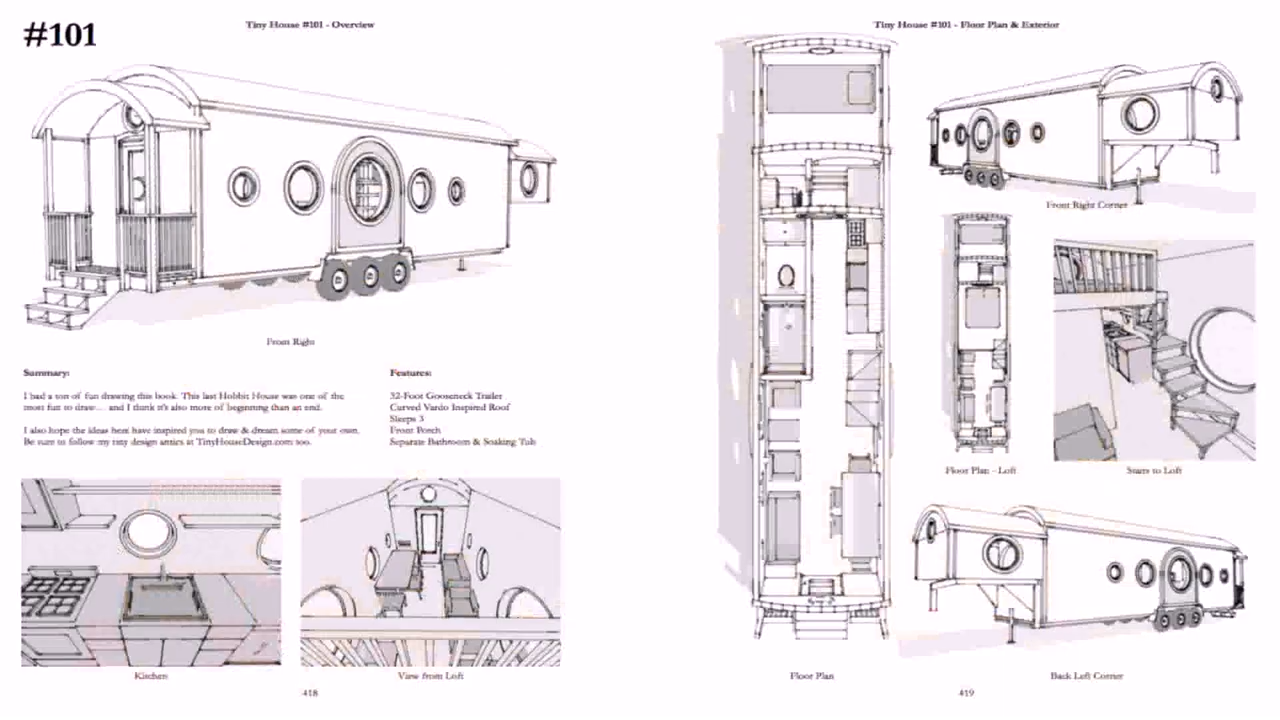 #101
Tiny House #101 - Overview
Front Right
Summary:
I had a ton of fun drawing this book. This last Hobbit House was one of the
most fun to draw… and I think it's also more of beginning than an end.
I also hope the ideas here have inspired you to draw & dream some of your own.
Be sure to follow my tiny design antics at TinyHouseDesign.com too.
Features:
32-Foot Gooseneck Trailer
Curved Vardo Inspired Roof
Sleeps 3
Front Porch
Separate Bathroom & Soaking Tub
Kitchen
View from Loft
418
Tiny House #101 - Floor Plan & Exterior
Front Right Corner
Floor Plan - Loft
Stairs to Loft
Floor Plan
Back Left Corner
419